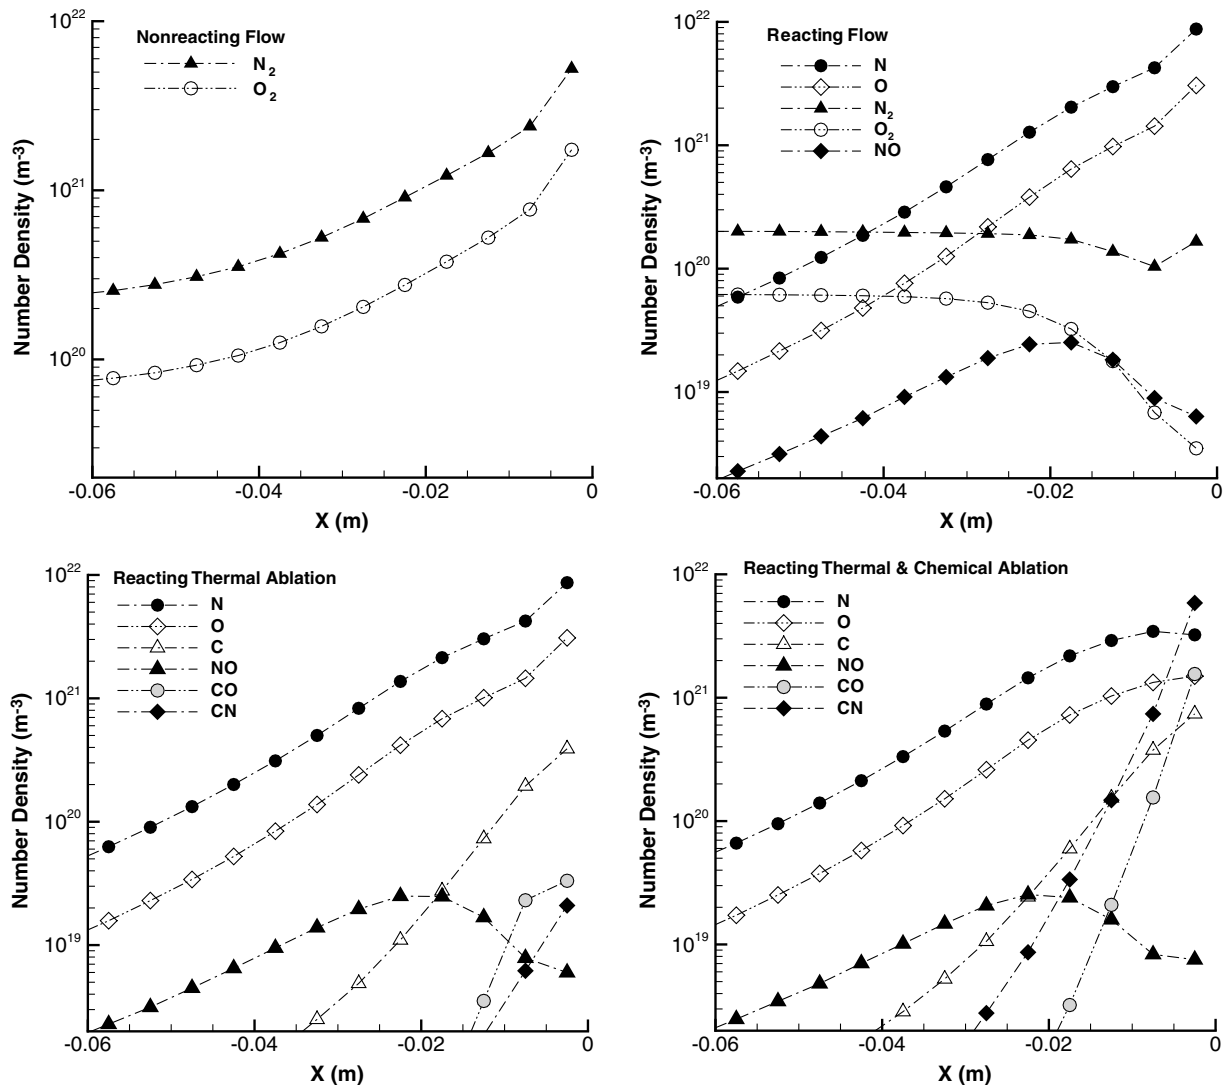 Nonreacting Flow
N2
O2
Number Density (m-3)
10^22
10^21
10^20
-0.06 -0.04 -0.02 0
X (m)
Reacting Flow
N
O
N2
O2
NO
Number Density (m-3)
10^22
10^21
10^20
10^19
-0.06 -0.04 -0.02 0
X (m)
Reacting Thermal Ablation
N
O
C
NO
CO
CN
Number Density (m-3)
10^22
10^21
10^20
10^19
-0.06 -0.04 -0.02 0
X (m)
Reacting Thermal & Chemical Ablation
N
O
C
NO
CO
CN
Number Density (m-3)
10^22
10^21
10^20
10^19
-0.06 -0.04 -0.02 0
X (m)